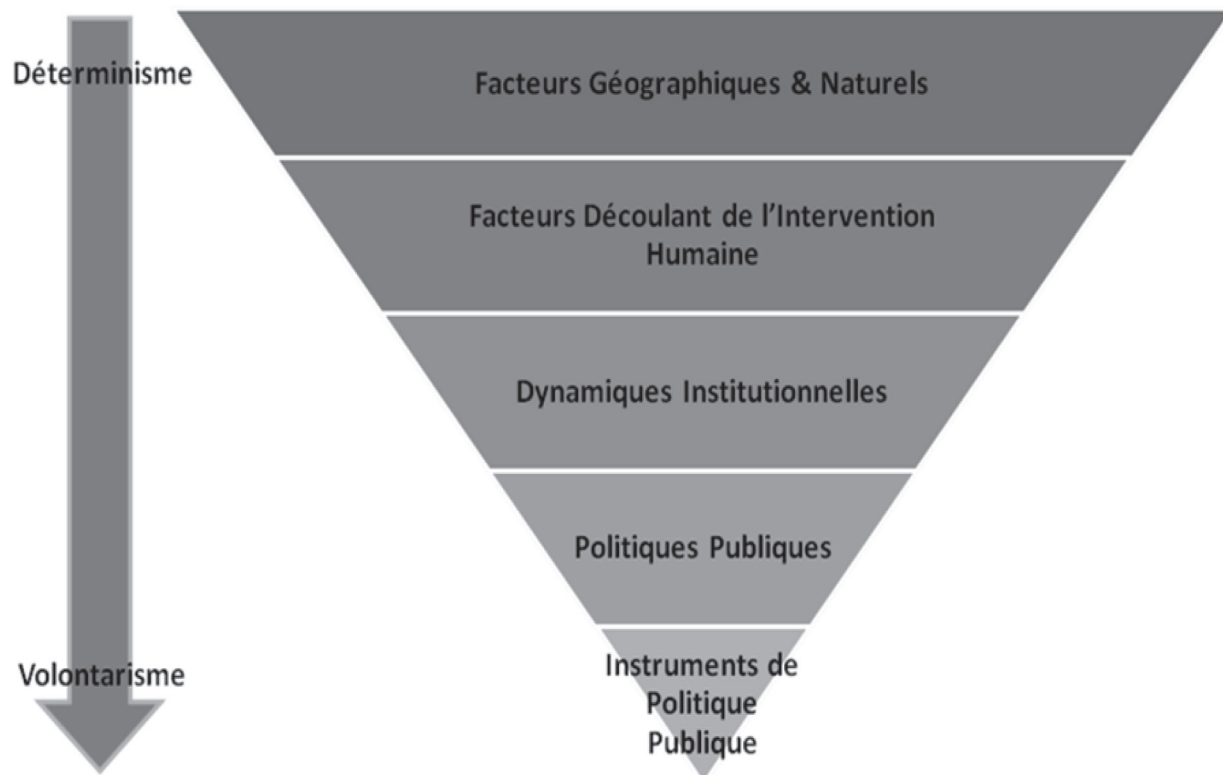 Déterminisme
Facteurs Géographiques & Naturels
Facteurs Découlant de l’Intervention
Humaine
Dynamiques Institutionnelles
Politiques Publiques
Volontarisme
Instruments de
Politique
Publique